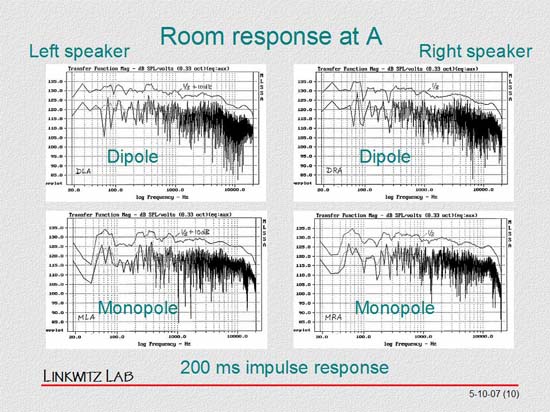 Room response at A
Left speaker
Right speaker
Transfer Function Mag - dB SPL/volts (0.33 oct)(eq:aux)
135.0
130.0
125.0
120.0
115.0
110.0
105.0
100.0
95.0
90.0
85.0
MLSSA
Dipole
DLA
20.0 100.0 1000.0 10000.0
log Frequency - Hz
Transfer Function Mag - dB SPL/volts (0.33 oct)(eq:aux)
135.0
130.0
125.0
120.0
115.0
110.0
105.0
100.0
95.0
90.0
85.0
MLSSA
Dipole
DRA
20.0 100.0 1000.0 10000.0
log Frequency - Hz
Transfer Function Mag - dB SPL/volts (0.33 oct)(eq:aux)
135.0
130.0
125.0
120.0
115.0
110.0
105.0
100.0
95.0
90.0
85.0
MLSSA
Monopole
MLA
20.0 100.0 1000.0 10000.0
log Frequency - Hz
Transfer Function Mag - dB SPL/volts (0.33 oct)(eq:aux)
135.0
130.0
125.0
120.0
115.0
110.0
105.0
100.0
95.0
90.0
85.0
MLSSA
Monopole
MRA
20.0 100.0 1000.0 10000.0
log Frequency - Hz
200 ms impulse response
LINKWITZ LAB
5-10-07 (10)